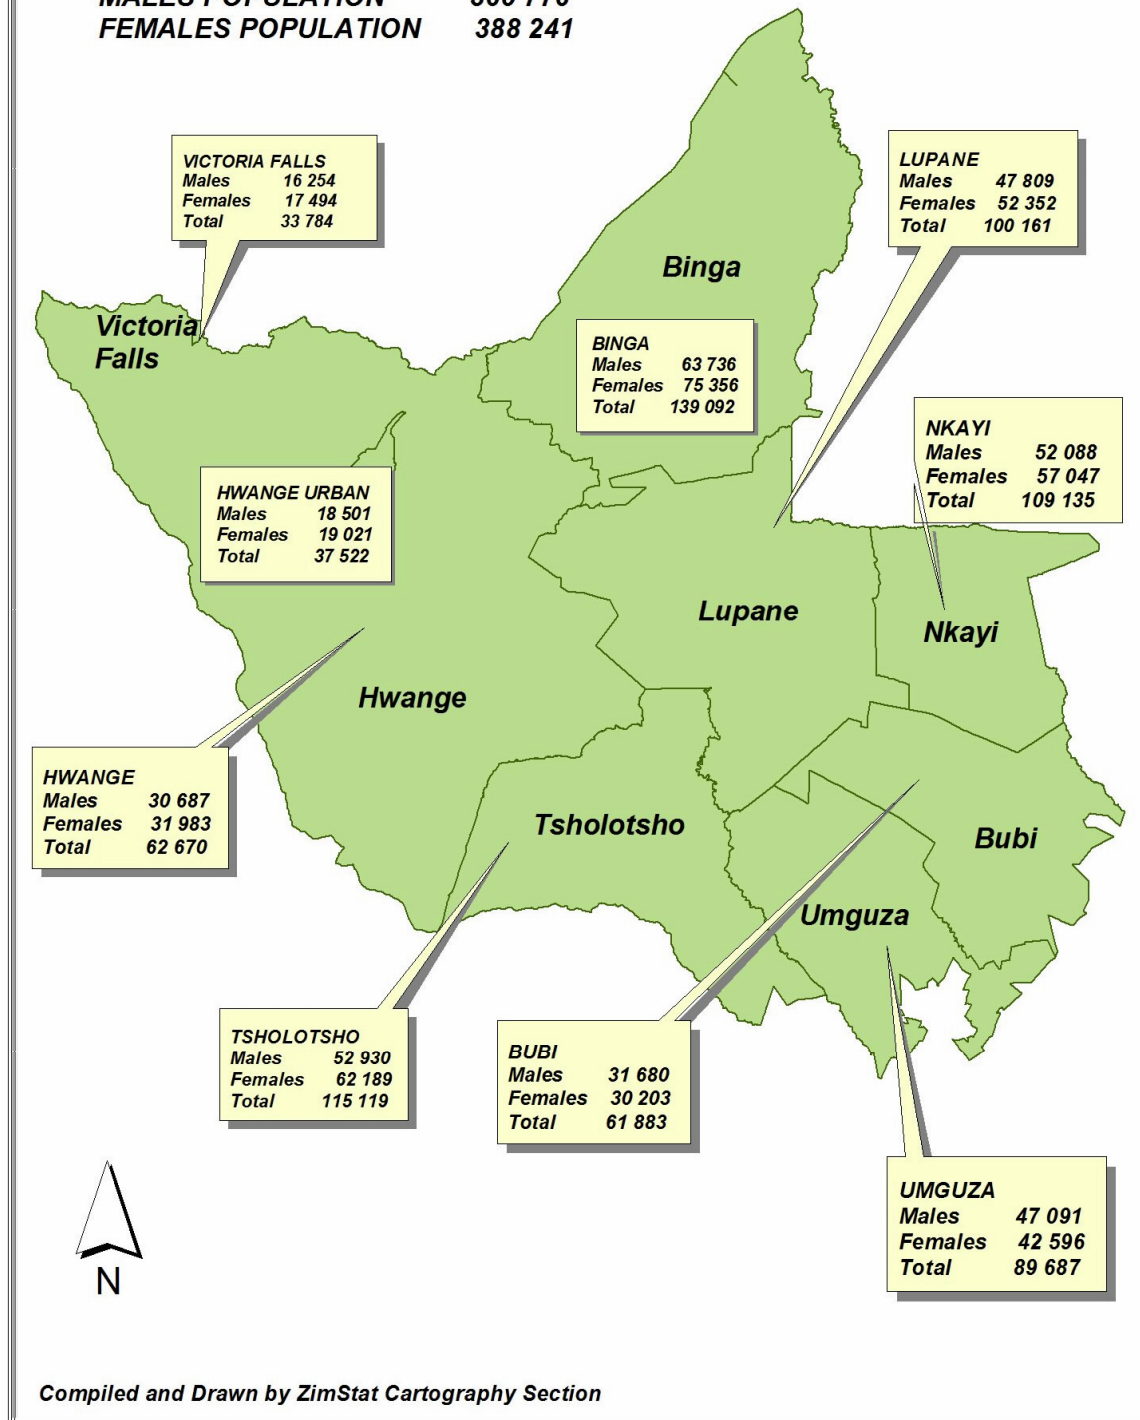 MALES POPULATION 360 776
FEMALES POPULATION 388 241
VICTORIA FALLS
Males 16 254
Females 17 494
Total 33 784
LUPANE
Males 47 809
Females 52 352
Total 100 161
Binga
Victoria
Falls
BINGA
Males 63 736
Females 75 356
Total 139 092
NKAYI
Males 52 088
Females 57 047
Total 109 135
HWANGE URBAN
Males 18 501
Females 19 021
Total 37 522
Lupane
Nkayi
Hwange
HWANGE
Males 30 687
Females 31 983
Total 62 670
Tsholotsho
Bubi
Umguza
TSHOLOTSHO
Males 52 930
Females 62 189
Total 115 119
BUBI
Males 31 680
Females 30 203
Total 61 883
UMGUZA
Males 47 091
Females 42 596
Total 89 687
N
Compiled and Drawn by ZimStat Cartography Section